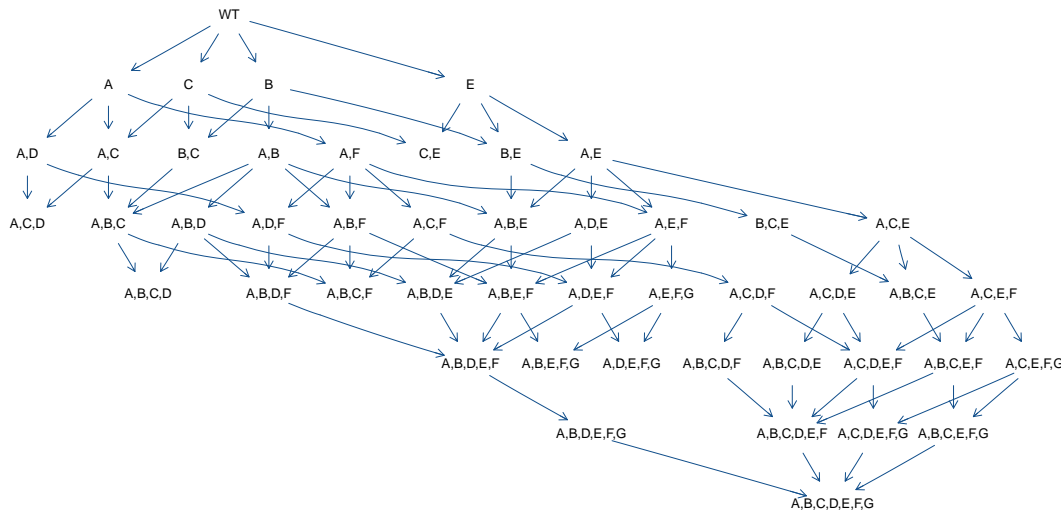 WT
A C B E
A,D A,C B,C A,B A,F C,E B,E A,E
A,C,D A,B,C A,B,D A,D,F A,B,F A,C,F A,B,E A,D,E A,E,F B,C,E A,C,E
A,B,C,D A,B,D,F A,B,C,F A,B,D,E A,B,E,F A,D,E,F A,E,F,G A,C,D,F A,C,D,E A,B,C,E A,C,E,F
A,B,D,E,F A,B,E,F,G A,D,E,F,G A,B,C,D,F A,B,C,D,E A,C,D,E,F A,B,C,E,F A,C,E,F,G
A,B,D,E,F,G A,B,C,D,E,F A,C,D,E,F,G A,B,C,E,F,G
A,B,C,D,E,F,G